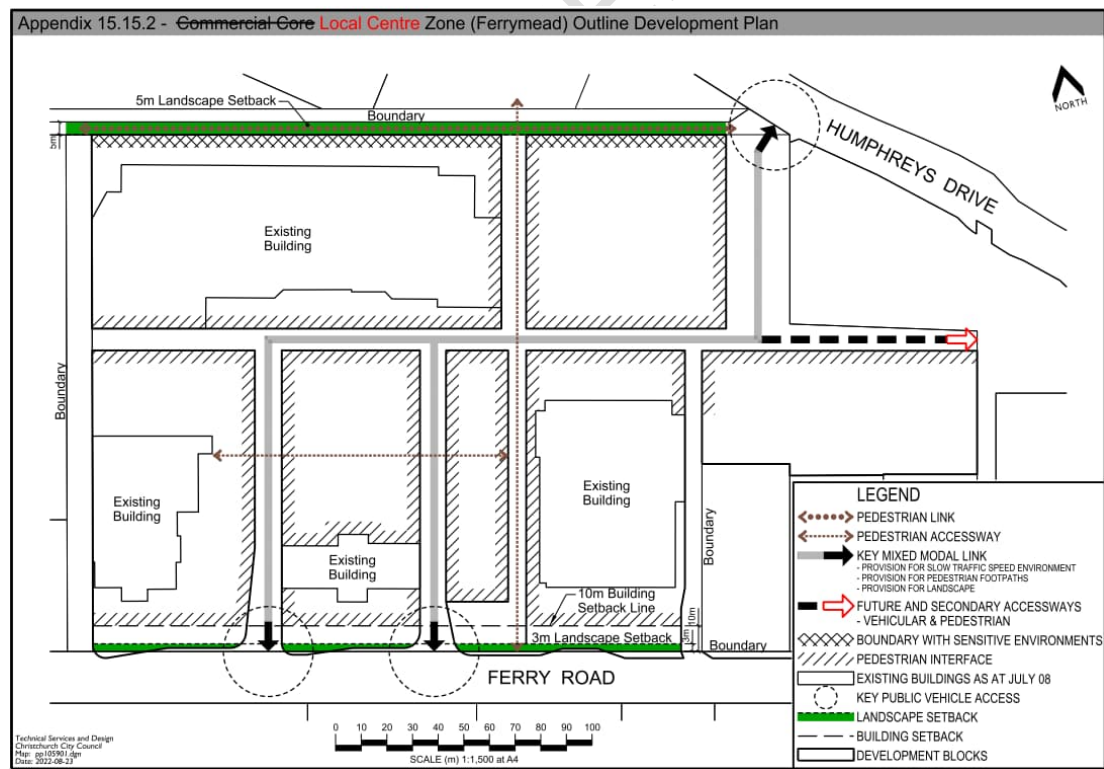 Appendix 15.15.2 - Commercial Core Local Centre Zone (Ferrymead) Outline Development Plan
5m Landscape Setback
Boundary
NORTH
5m
HUMPHREYS DRIVE
Existing
Building
Boundary
Existing
Building
Existing
Building
Existing
Building
Boundary
10m Building
Setback Line
10m
3m Landscape Setback
3m
Boundary
FERRY ROAD
LEGEND
PEDESTRIAN LINK
PEDESTRIAN ACCESSWAY
KEY MIXED MODAL LINK
- PROVISION FOR SLOW TRAFFIC SPEED ENVIRONMENT
- PROVISION FOR PEDESTRIAN FOOTPATHS
- PROVISION FOR LANDSCAPE
FUTURE AND SECONDARY ACCESSWAYS
- VEHICULAR & PEDESTRIAN
BOUNDARY WITH SENSITIVE ENVIRONMENTS
PEDESTRIAN INTERFACE
EXISTING BUILDINGS AS AT JULY 08
KEY PUBLIC VEHICLE ACCESS
LANDSCAPE SETBACK
BUILDING SETBACK
DEVELOPMENT BLOCKS
0 10 20 30 40 50 60 70 80 90 100
SCALE (m) 1:1,500 at A4
Technical Services and Design
Christchurch City Council
Map: pp105901.dgn
Date: 2022-08-23